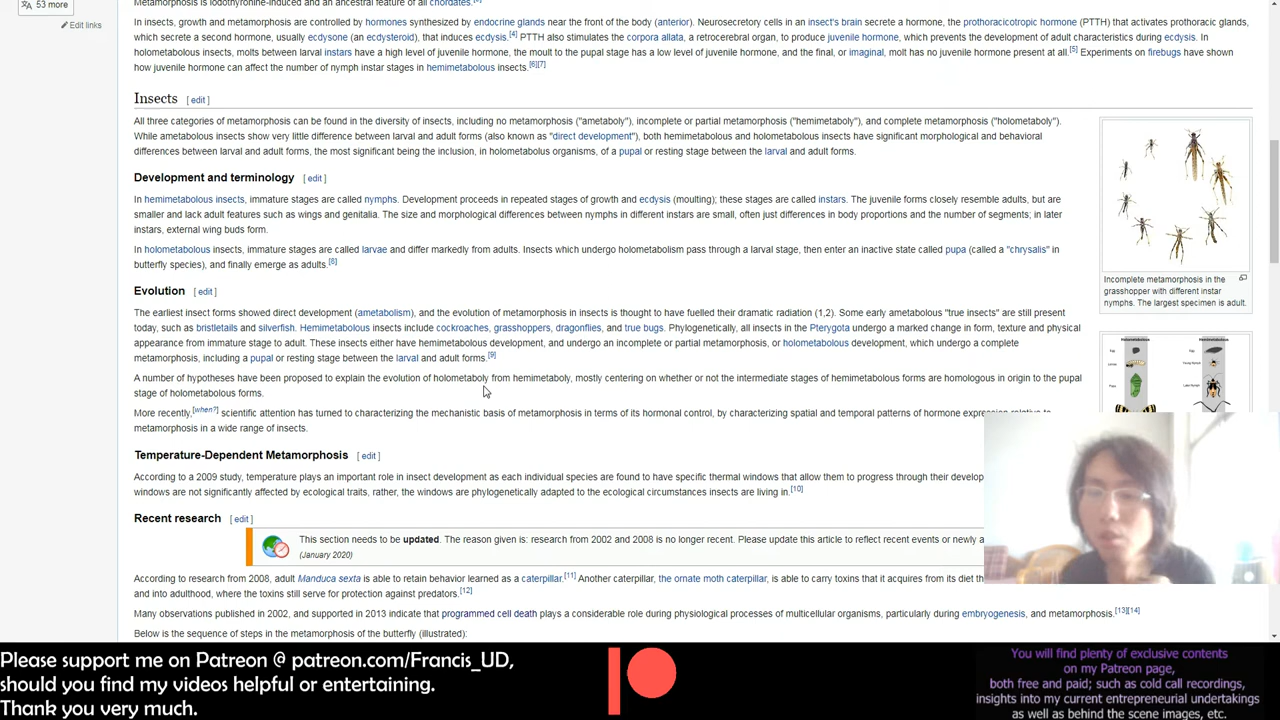 53 more
Edit links
Metamorphosis is iodothyronine-induced and an ancestral feature of all chordates.
In insects, growth and metamorphosis are controlled by hormones synthesized by endocrine glands near the front of the body (anterior). Neurosecretory cells in an insect's brain secrete a hormone, the prothoracicotropic hormone (PTTH) that activates prothoracic glands,
which secrete a second hormone, usually ecdysone (an ecdysteroid), that induces ecdysis.[4] PTTH also stimulates the corpora allata, a retrocerebral organ, to produce juvenile hormone, which prevents the development of adult characteristics during ecdysis. In
holometabolous insects, molts between larval instars have a high level of juvenile hormone, the moult to the pupal stage has a low level of juvenile hormone, and the final, or imaginal, molt has no juvenile hormone present at all.[5] Experiments on firebugs have shown
how juvenile hormone can affect the number of nymph instar stages in hemimetabolous insects.[6][7]
Insects [ edit ]
All three categories of metamorphosis can be found in the diversity of insects, including no metamorphosis ("ametaboly"), incomplete or partial metamorphosis ("hemimetaboly"), and complete metamorphosis ("holometaboly").
While ametabolous insects show very little difference between larval and adult forms (also known as "direct development"), both hemimetabolous and holometabolous insects have significant morphological and behavioral
differences between larval and adult forms, the most significant being the inclusion, in holometabolus organisms, of a pupal or resting stage between the larval and adult forms.
Development and terminology [ edit ]
In hemimetabolous insects, immature stages are called nymphs. Development proceeds in repeated stages of growth and ecdysis (moulting); these stages are called instars. The juvenile forms closely resemble adults, but are
smaller and lack adult features such as wings and genitalia. The size and morphological differences between nymphs in different instars are small, often just differences in body proportions and the number of segments; in later
instars, external wing buds form.
In holometabolous insects, immature stages are called larvae and differ markedly from adults. Insects which undergo holometabolism pass through a larval stage, then enter an inactive state called pupa (called a "chrysalis" in
butterfly species), and finally emerge as adults.[8]
Incomplete metamorphosis in the
grasshopper with different instar
nymphs. The largest specimen is adult.
Evolution [ edit ]
The earliest insect forms showed direct development (ametabolism), and the evolution of metamorphosis in insects is thought to have fuelled their dramatic radiation (1,2). Some early ametabolous "true insects" are still present
today, such as bristletails and silverfish. Hemimetabolous insects include cockroaches, grasshoppers, dragonflies, and true bugs. Phylogenetically, all insects in the Pterygota undergo a marked change in form, texture and physical
appearance from immature stage to adult. These insects either have hemimetabolous development, and undergo an incomplete or partial metamorphosis, or holometabolous development, which undergo a complete
metamorphosis, including a pupal or resting stage between the larval and adult forms.[9]
A number of hypotheses have been proposed to explain the evolution of holometaboly from hemimetaboly, mostly centering on whether or not the intermediate stages of hemimetabolous forms are homologous in origin to the pupal
stage of holometabolous forms.
More recently,[when?] scientific attention has turned to characterizing the mechanistic basis of metamorphosis in terms of its hormonal control, by characterizing spatial and temporal patterns of hormone expression relative to
metamorphosis in a wide range of insects.
Temperature-Dependent Metamorphosis [ edit ]
According to a 2009 study, temperature plays an important role in insect development as each individual species are found to have specific thermal windows that allow them to progress through their develop
windows are not significantly affected by ecological traits, rather, the windows are phylogenetically adapted to the ecological circumstances insects are living in.[10]
Recent research [ edit ]
This section needs to be updated. The reason given is: research from 2002 and 2008 is no longer recent. Please update this article to reflect recent events or newly a
(January 2020)
According to research from 2008, adult Manduca sexta is able to retain behavior learned as a caterpillar.[11] Another caterpillar, the ornate moth caterpillar, is able to carry toxins that it acquires from its diet th
and into adulthood, where the toxins still serve for protection against predators.[12]
Many observations published in 2002, and supported in 2013 indicate that programmed cell death plays a considerable role during physiological processes of multicellular organisms, particularly during embryogenesis, and metamorphosis.[13][14]
Below is the sequence of steps in the metamorphosis of the butterfly (illustrated):
Please support me on Patreon @ patreon.com/Francis_UD,
should you find my videos helpful or entertaining.
Thank you very much.
You will find plenty of exclusive contents
on my Patreon page,
both free and paid; such as cold call recordings,
insights into my current entrepreneurial undertakings
as well as behind the scene images, etc.